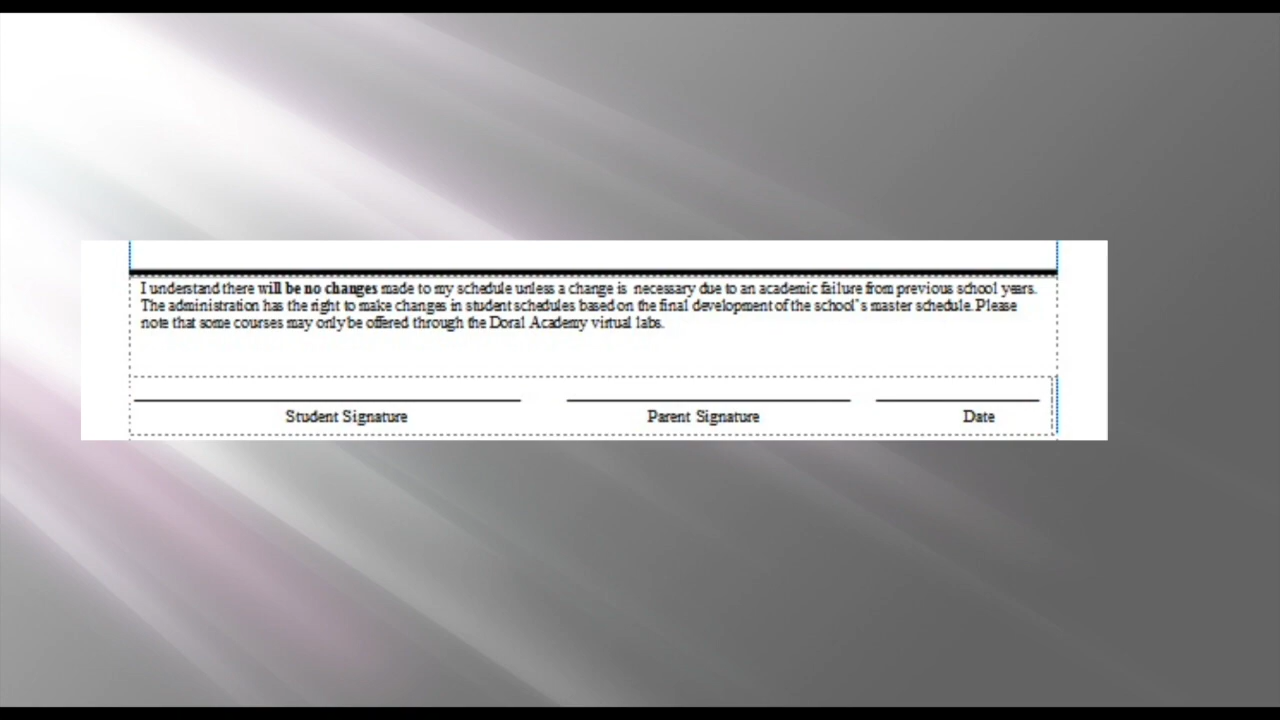 I understand there will be no changes made to my schedule unless a change is necessary due to an academic failure from previous school years.
The administration has the right to make changes in student schedules based on the final development of the school's master schedule. Please
note that some courses may only be offered through the Doral Academy virtual labs.
Student Signature Parent Signature Date